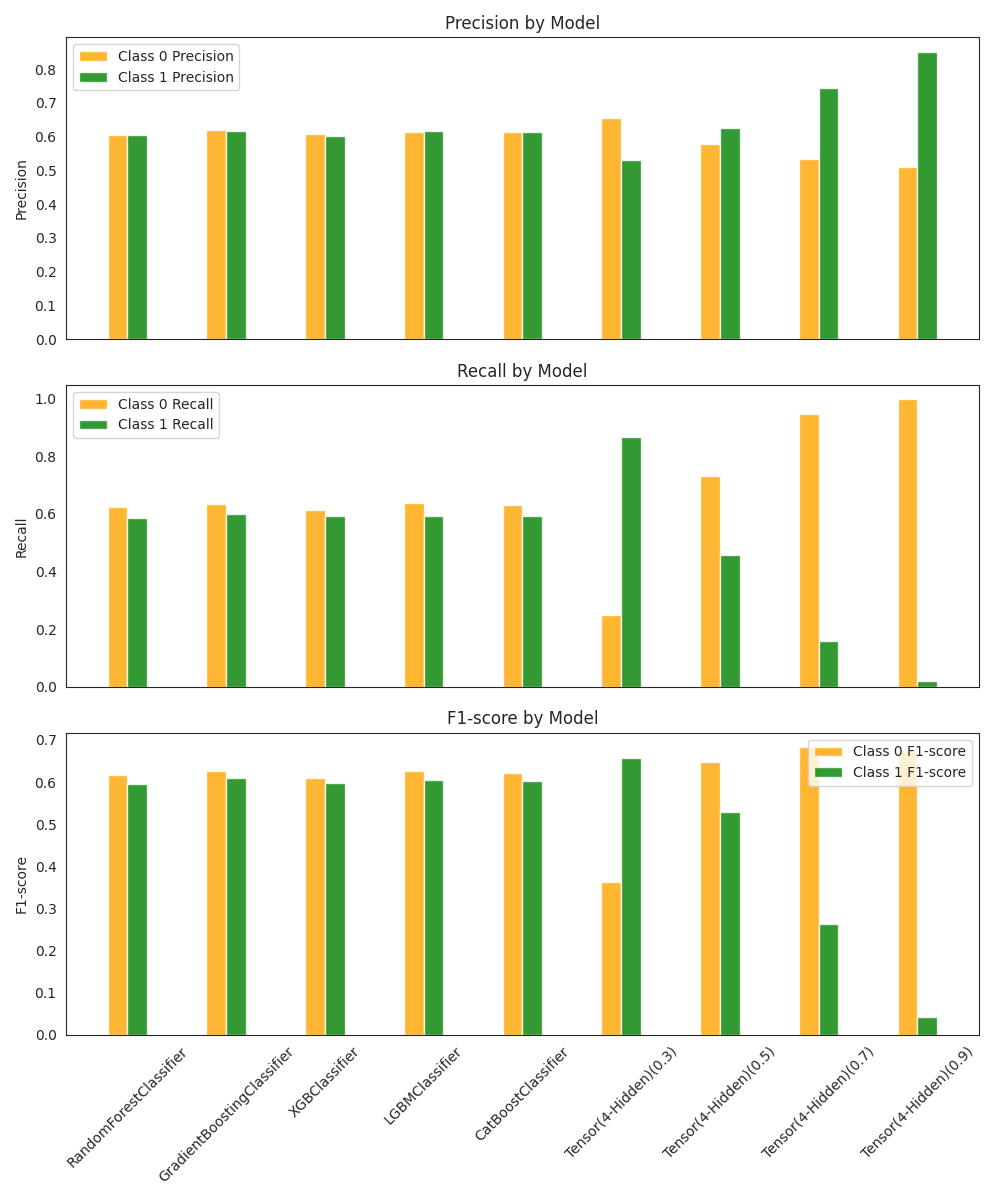 Precision by Model
Class 0 Precision
Class 1 Precision
Precision
0.8
0.7
0.6
0.5
0.4
0.3
0.2
0.1
0.0
Recall by Model
Class 0 Recall
Class 1 Recall
Recall
1.0
0.8
0.6
0.4
0.2
0.0
F1-score by Model
Class 0 F1-score
Class 1 F1-score
F1-score
0.7
0.6
0.5
0.4
0.3
0.2
0.1
0.0
RandomForestClassifier
GradientBoostingClassifier
XGBClassifier
LGBMClassifier
CatBoostClassifier
Tensor(4-Hidden)(0.3)
Tensor(4-Hidden)(0.5)
Tensor(4-Hidden)(0.7)
Tensor(4-Hidden)(0.9)